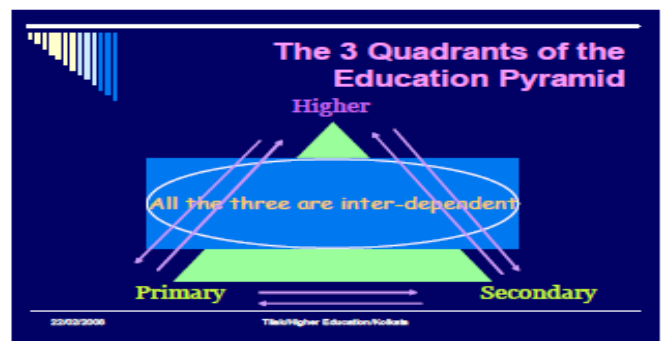 The 3 Quadrants of the
Education Pyramid
Higher
All the three are inter-dependent
Primary
Secondary
22/02/2006
Tilak/Higher Education/Kolkata